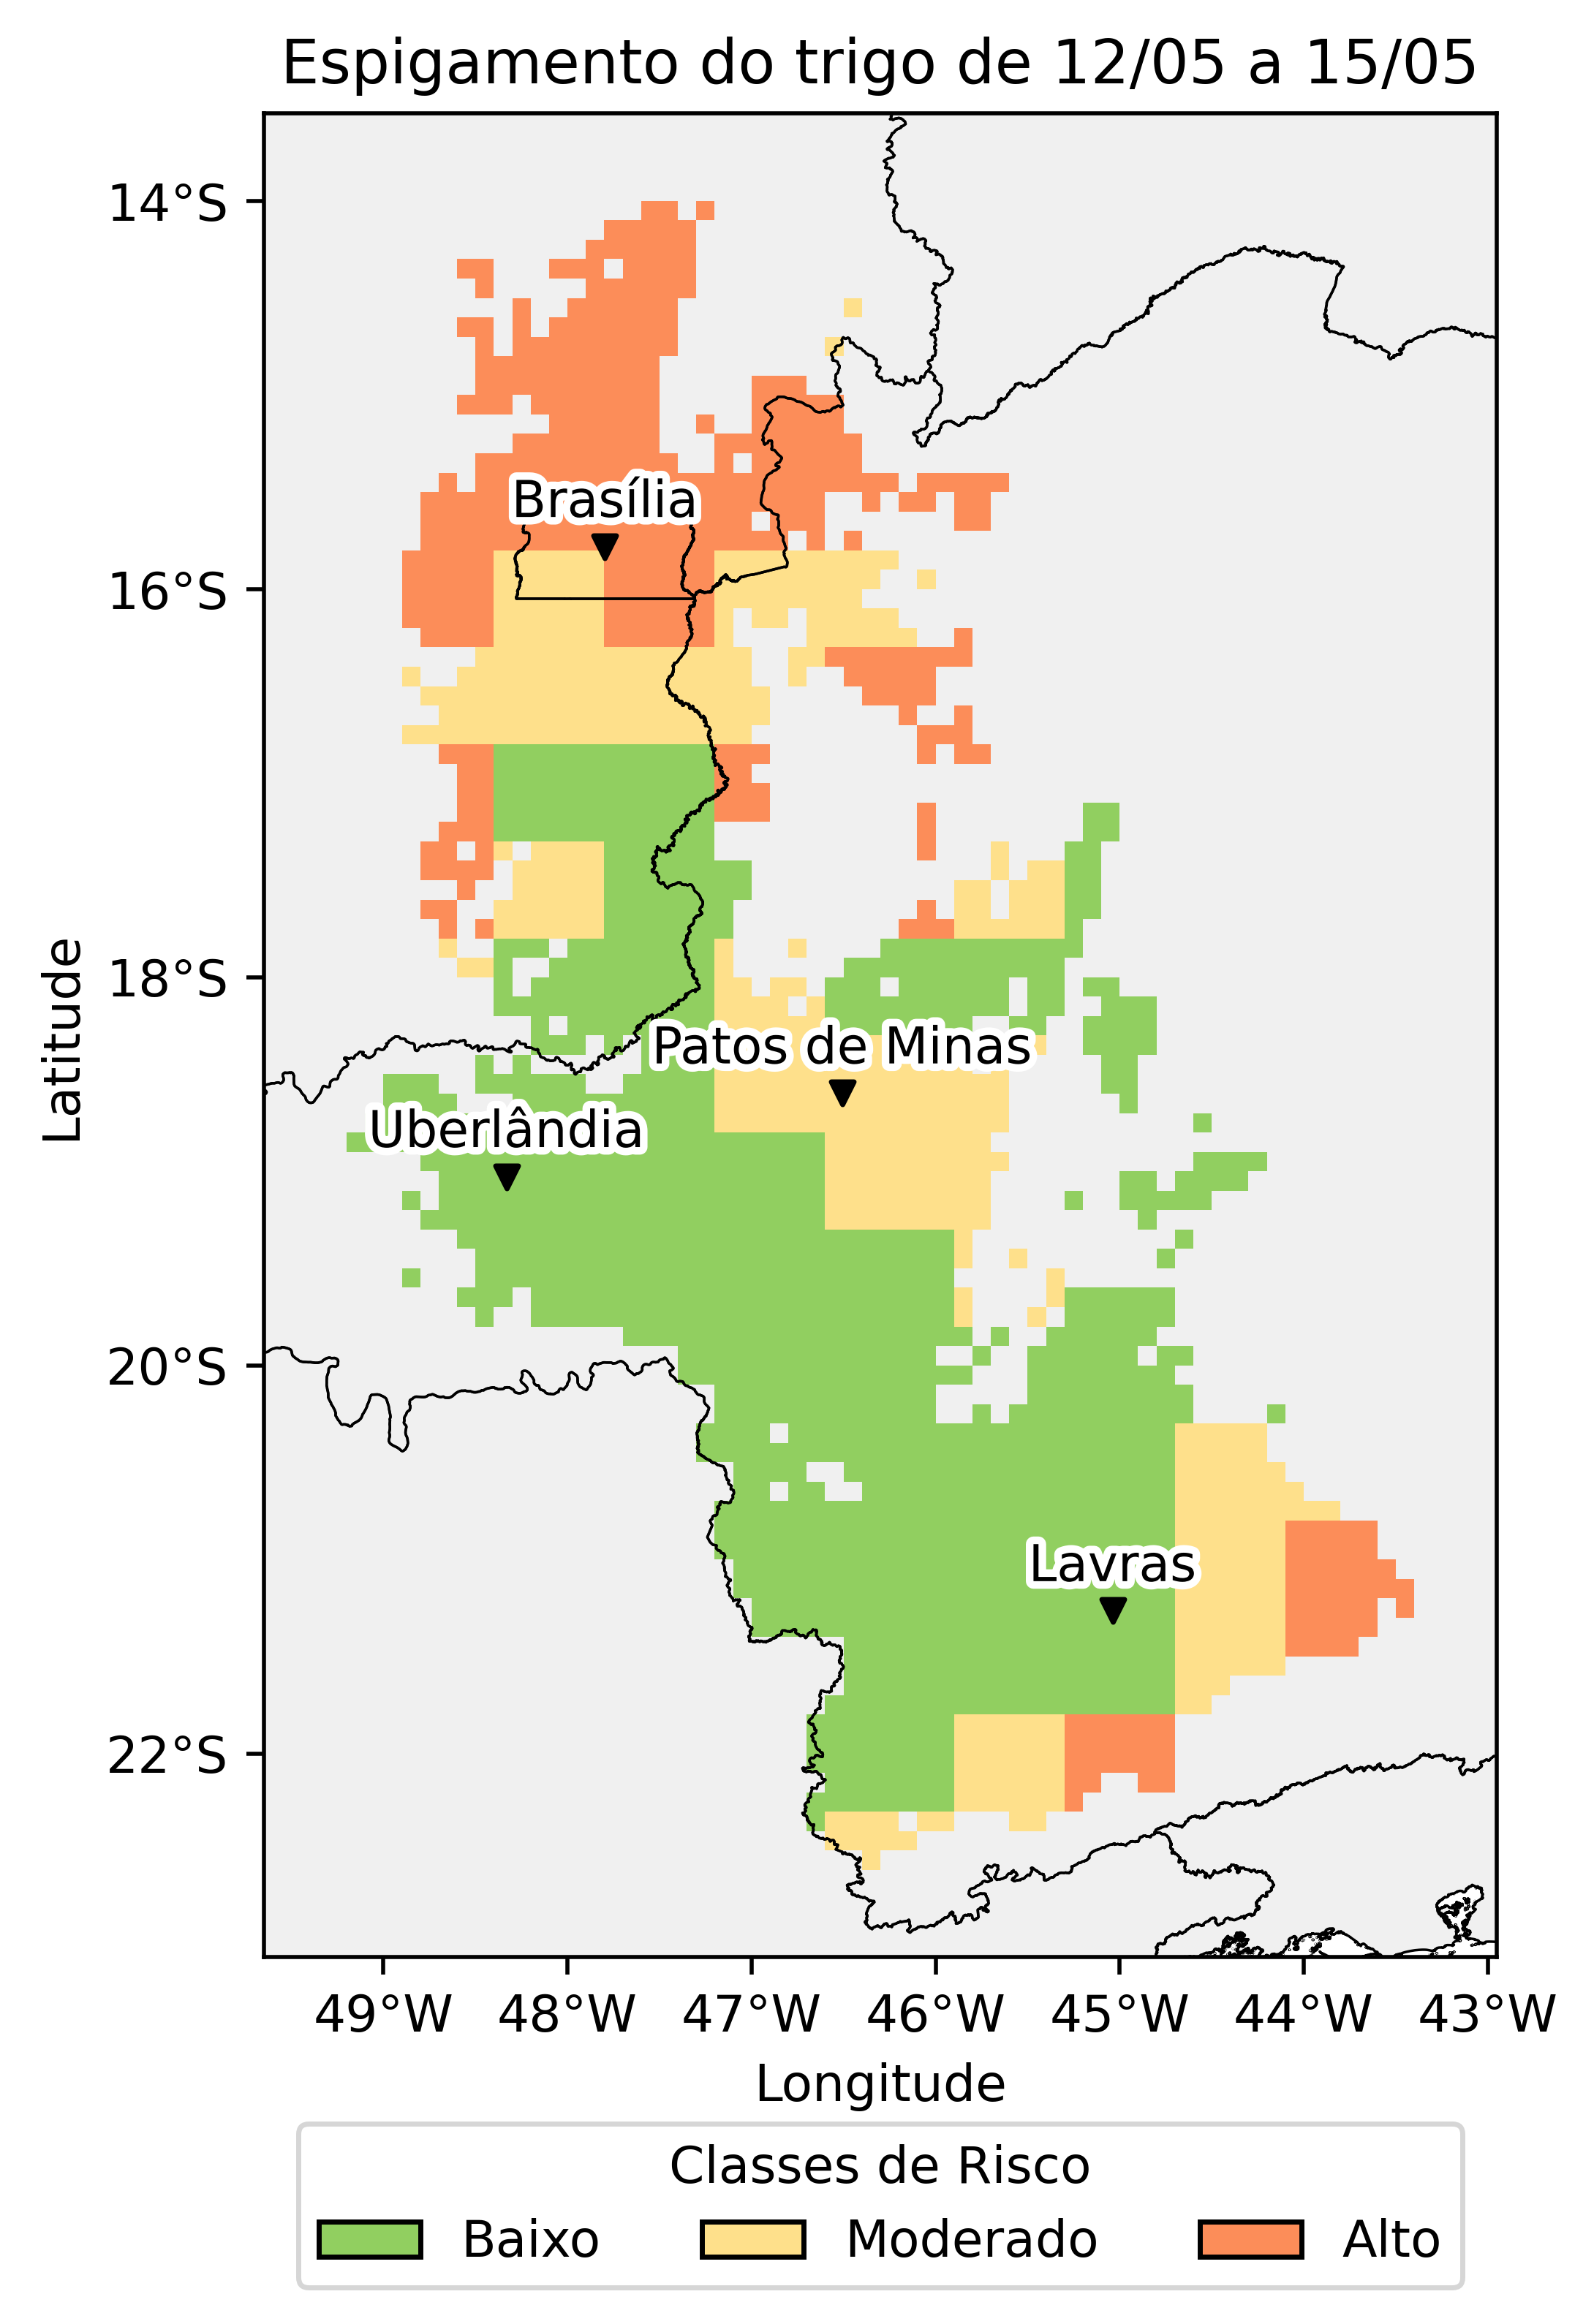 Espigamento do trigo de 12/05 a 15/05
14°S
16°S
18°S
20°S
22°S
Latitude
Brasília
Patos de Minas
Uberlândia
Lavras
49°W 48°W 47°W 46°W 45°W 44°W 43°W
Longitude
Classes de Risco
Baixo Moderado Alto